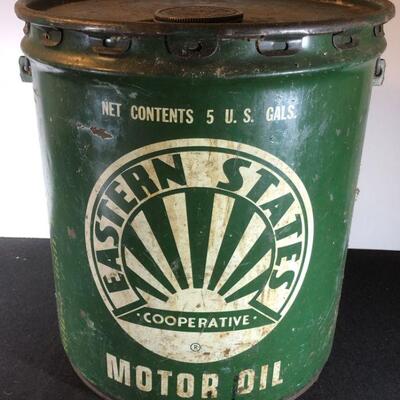 NET CONTENTS 5 U. S. GALS.
EASTERN STATES
· COOPERATIVE ·
®
MOTOR OIL